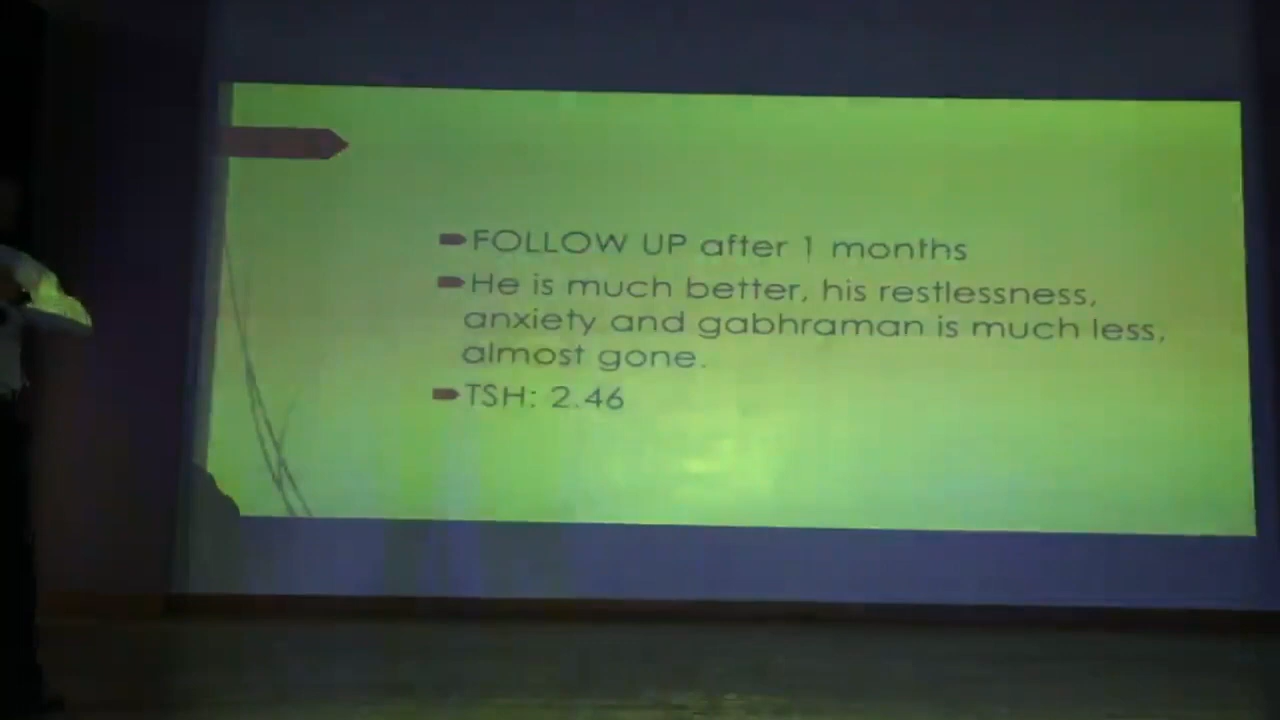 FOLLOW UP after 1 months
He is much better, his restlessness,
anxiety and gabhraman is much less,
almost gone.
TSH: 2.46